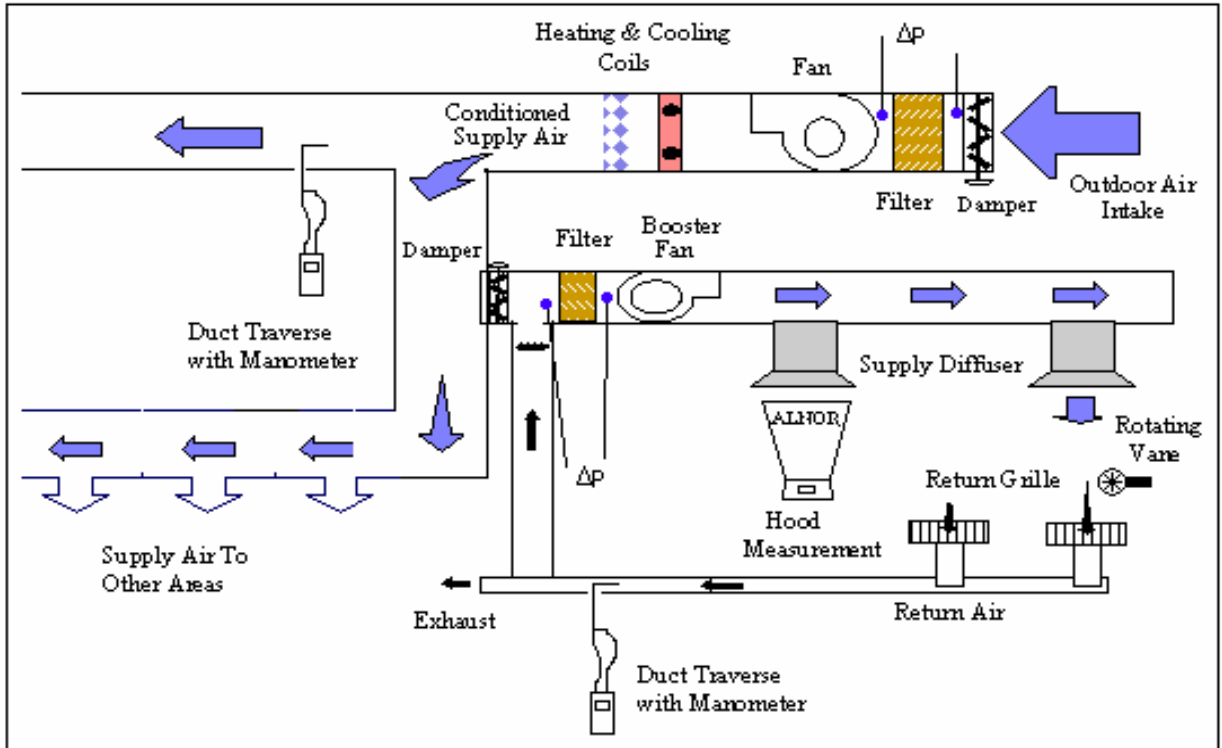 Heating & Cooling
Coils
Δp
Fan
Conditioned
Supply Air
Outdoor Air
Intake
Filter
Damper
Damper
Filter
Booster
Fan
Duct Traverse
with Manometer
Supply Diffuser
ALNOR
Rotating
Vane
Δp
Return Grille
Hood
Measurement
Supply Air To
Other Areas
Exhaust
Return Air
Duct Traverse
with Manometer